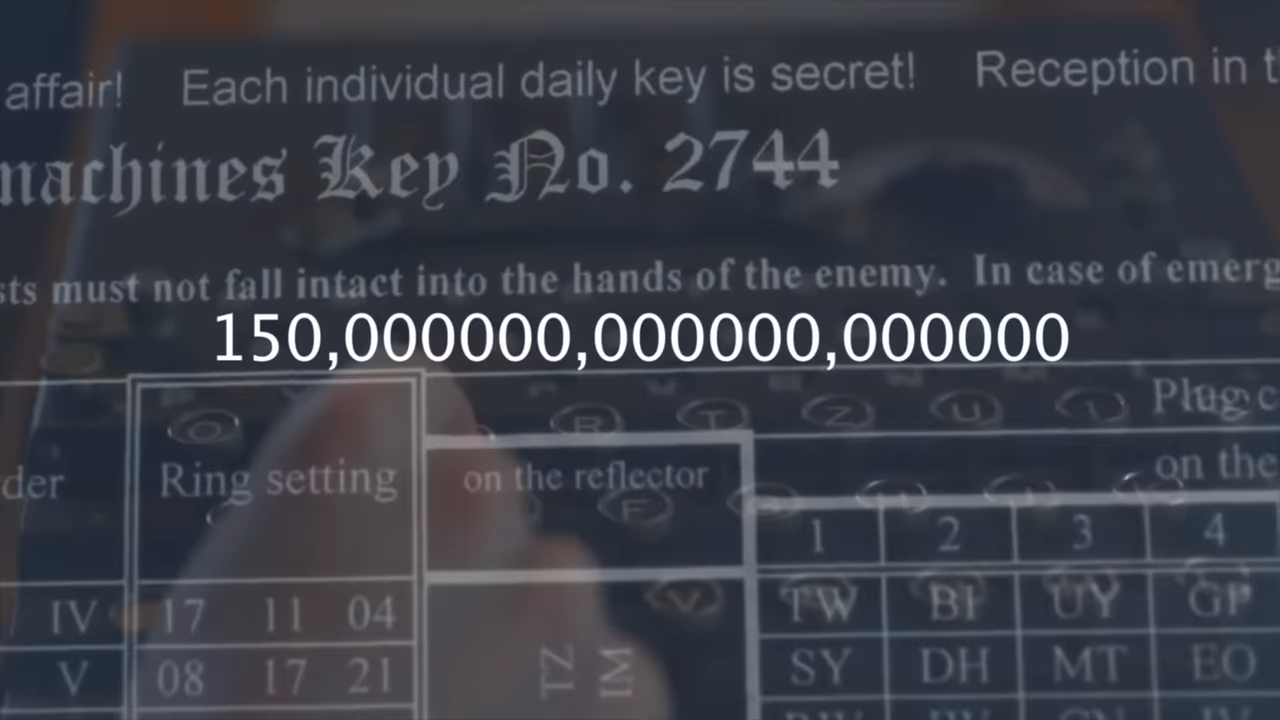 affair! Each individual daily key is secret! Reception in t
machines Key No. 2744
sts must not fall intact into the hands of the enemy. In case of emerg
150,000000,000000,000000
Plug c
der Ring setting on the reflector on the
1 2 3 4
IV 17 11 04 TW BI UY GP
V 08 17 21 TZ IM SY DH MT EO
O R T Z U I
F
V